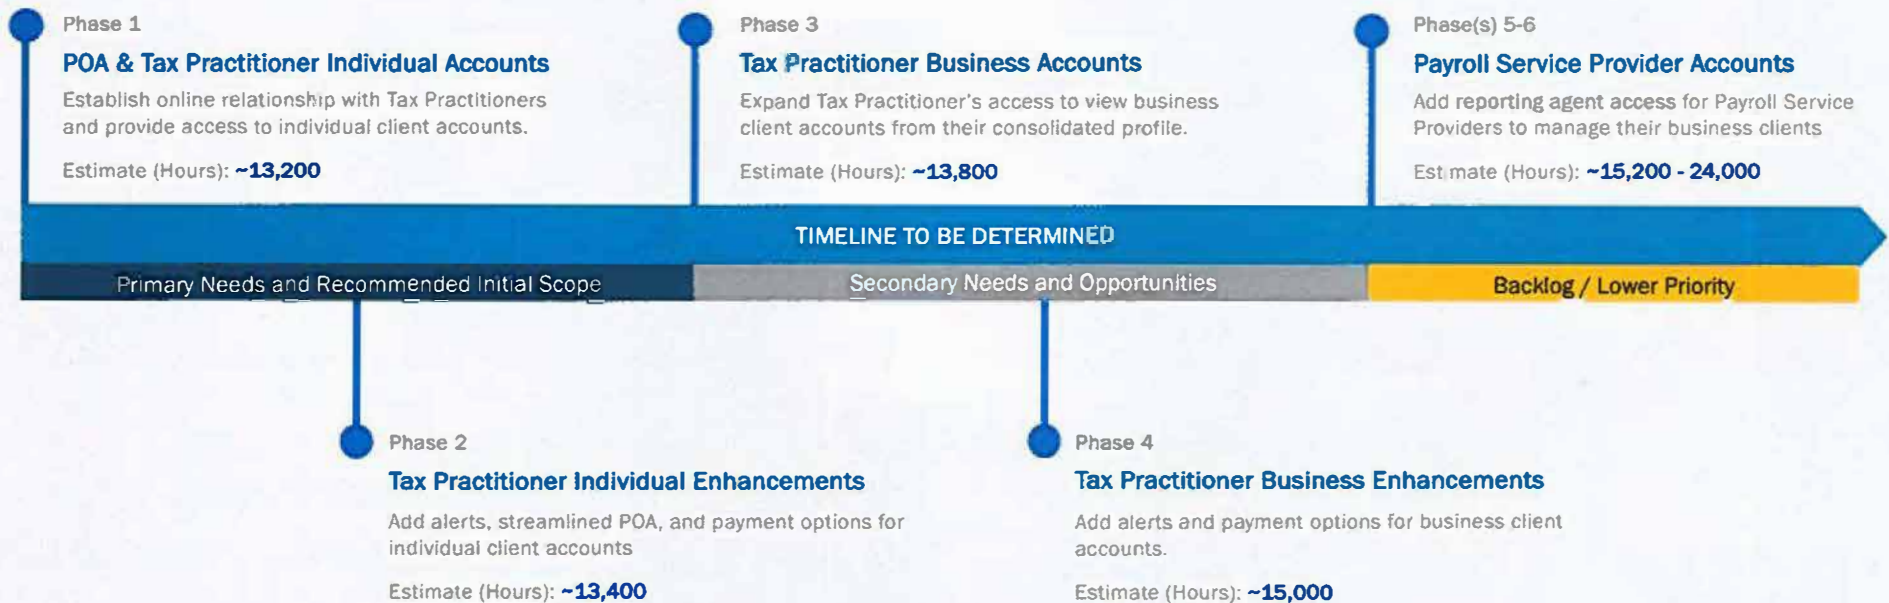 Phase 1
POA & Tax Practitioner Individual Accounts
Establish online relationship with Tax Practitioners
and provide access to individual client accounts.
Estimate (Hours): ~13,200
Phase 3
Tax Practitioner Business Accounts
Expand Tax Practitioner's access to view business
client accounts from their consolidated profile.
Estimate (Hours): ~13,800
Phase(s) 5-6
Payroll Service Provider Accounts
Add reporting agent access for Payroll Service
Providers to manage their business clients
Estimate (Hours): ~15,200 - 24,000
TIMELINE TO BE DETERMINED
Primary Needs and Recommended Initial Scope
Secondary Needs and Opportunities
Backlog / Lower Priority
Phase 2
Tax Practitioner Individual Enhancements
Add alerts, streamlined POA, and payment options for
individual client accounts
Estimate (Hours): ~13,400
Phase 4
Tax Practitioner Business Enhancements
Add alerts and payment options for business client
accounts.
Estimate (Hours): ~15,000